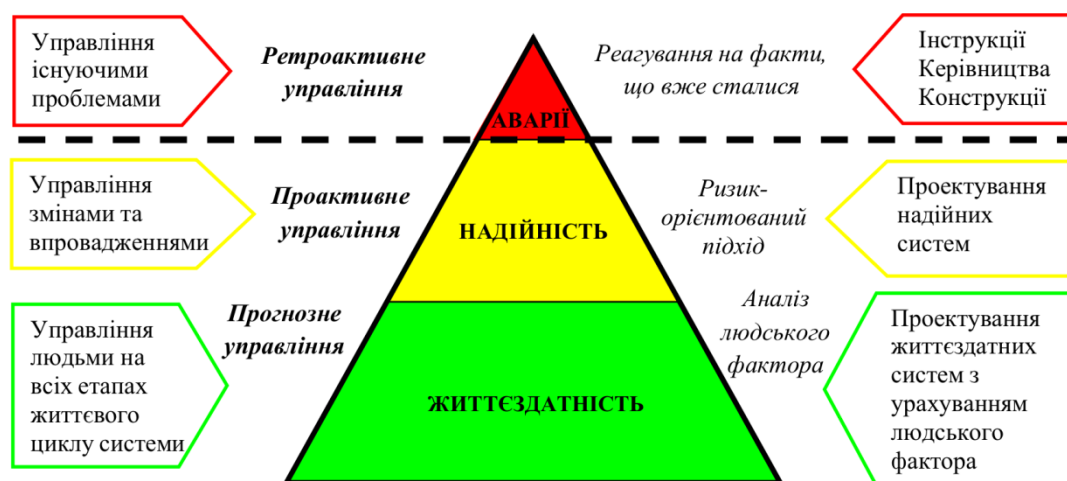 Управління
існуючими
проблемами
Ретроактивне
управління
АВАРІЇ
Реагування на факти,
що вже сталися
Інструкції
Керівництва
Конструкції
Управління
змінами та
впровадженнями
Проактивне
управління
НАДІЙНІСТЬ
Ризик-
орієнтований
підхід
Проектування
надійних
систем
Управління
людьми на
всіх етапах
життєвого
циклу системи
Прогнозне
управління
ЖИТТЄЗДАТНІСТЬ
Аналіз
людського
фактора
Проектування
життєздатних
систем з
урахуванням
людського
фактора